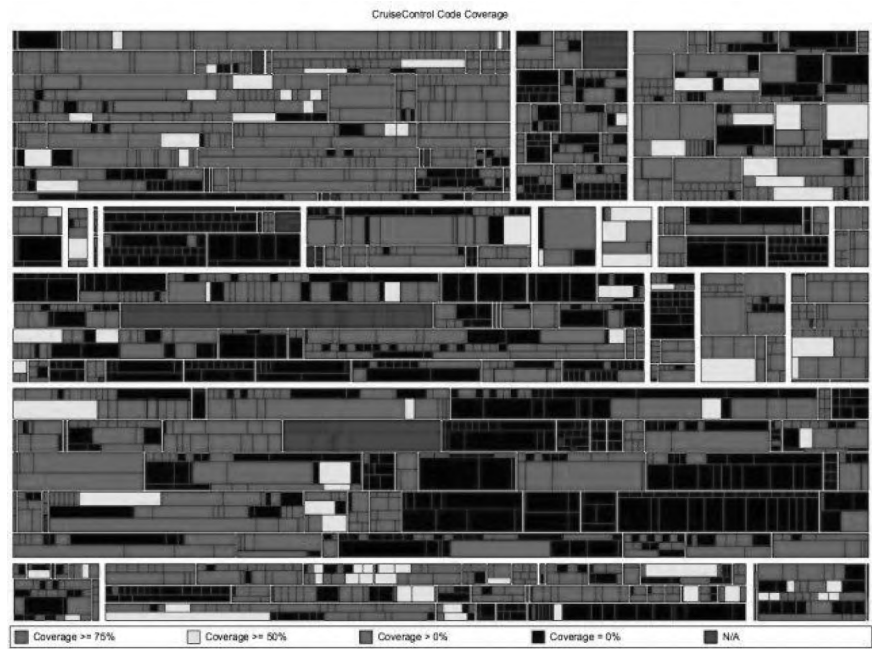 CruiseControl Code Coverage
Coverage >= 75%
Coverage >= 50%
Coverage > 0%
Coverage = 0%
N/A